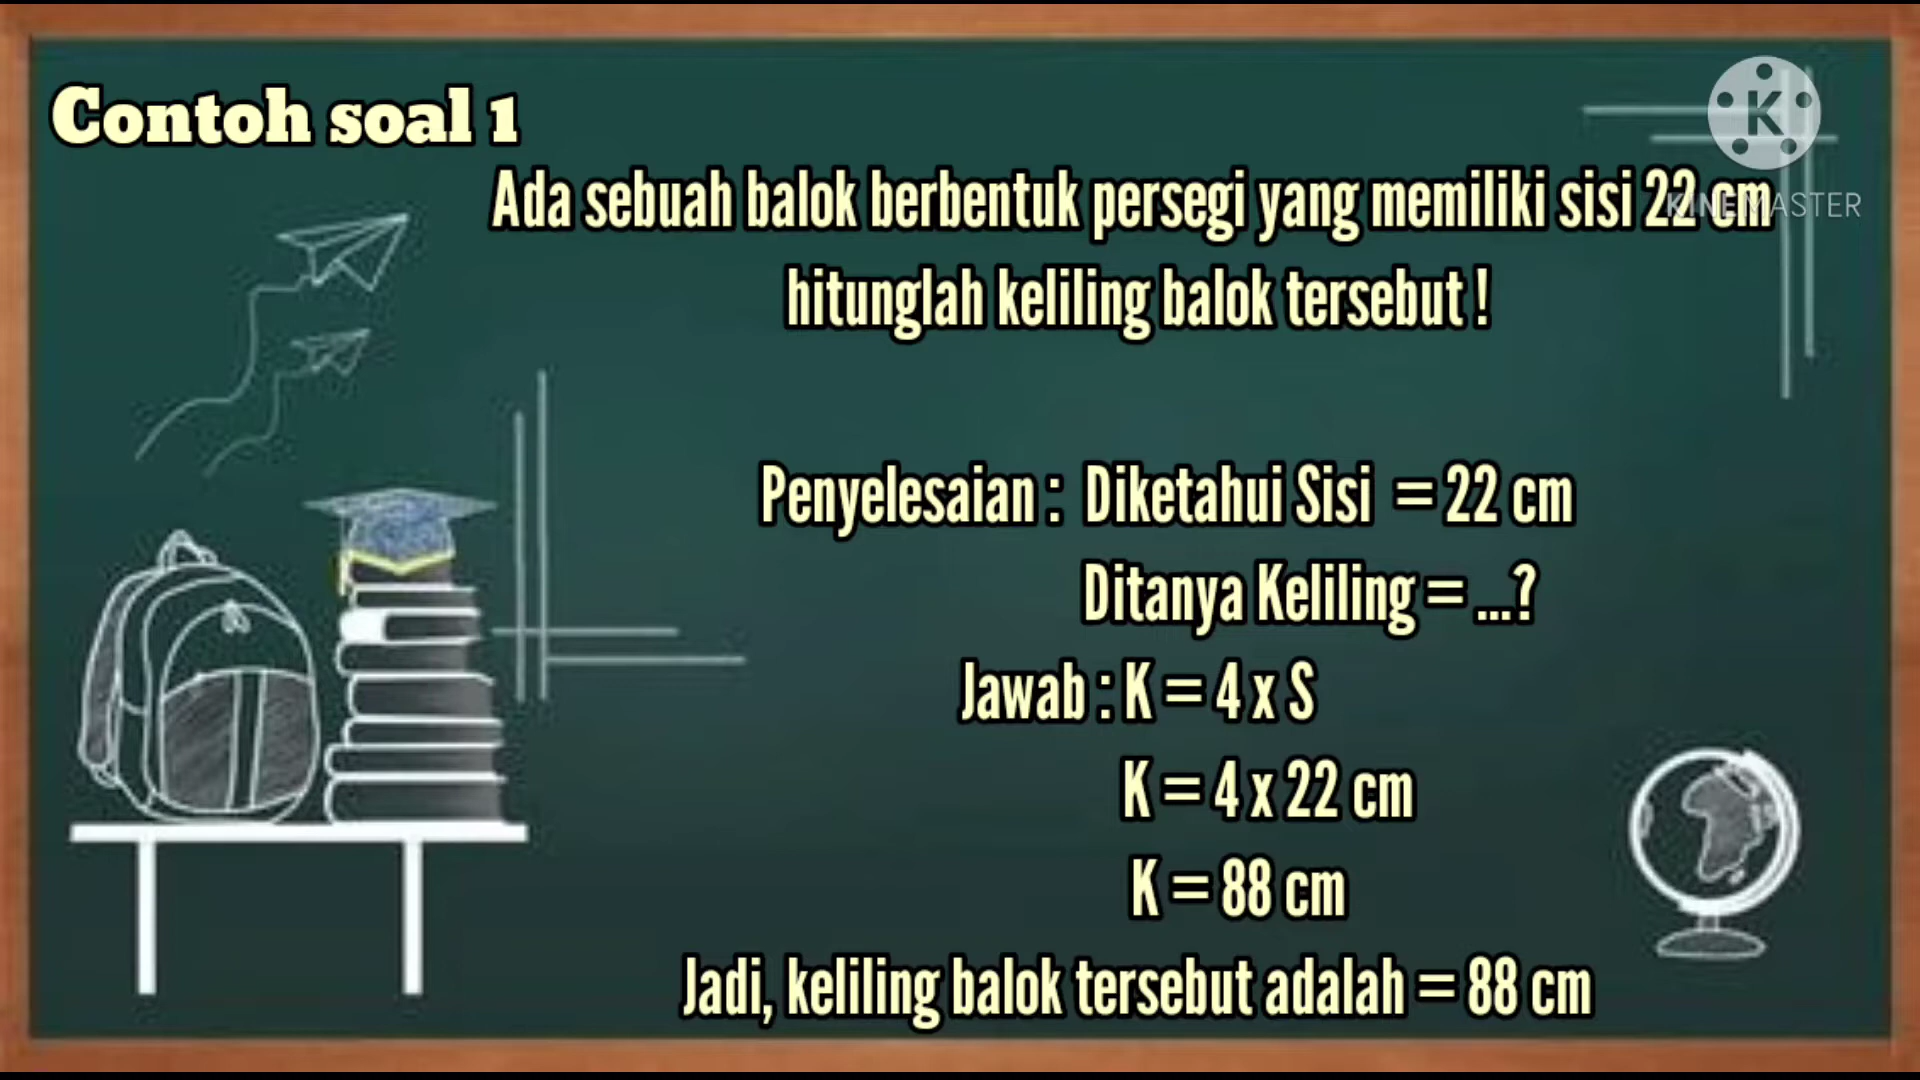 Contoh soal 1
K
KINEMASTER
Ada sebuah balok berbentuk persegi yang memiliki sisi 22 cm
hitunglah keliling balok tersebut !
Penyelesaian : Diketahui Sisi = 22 cm
Ditanya Keliling = ...?
Jawab : K = 4 x S
K = 4 x 22 cm
K = 88 cm
Jadi, keliling balok tersebut adalah = 88 cm